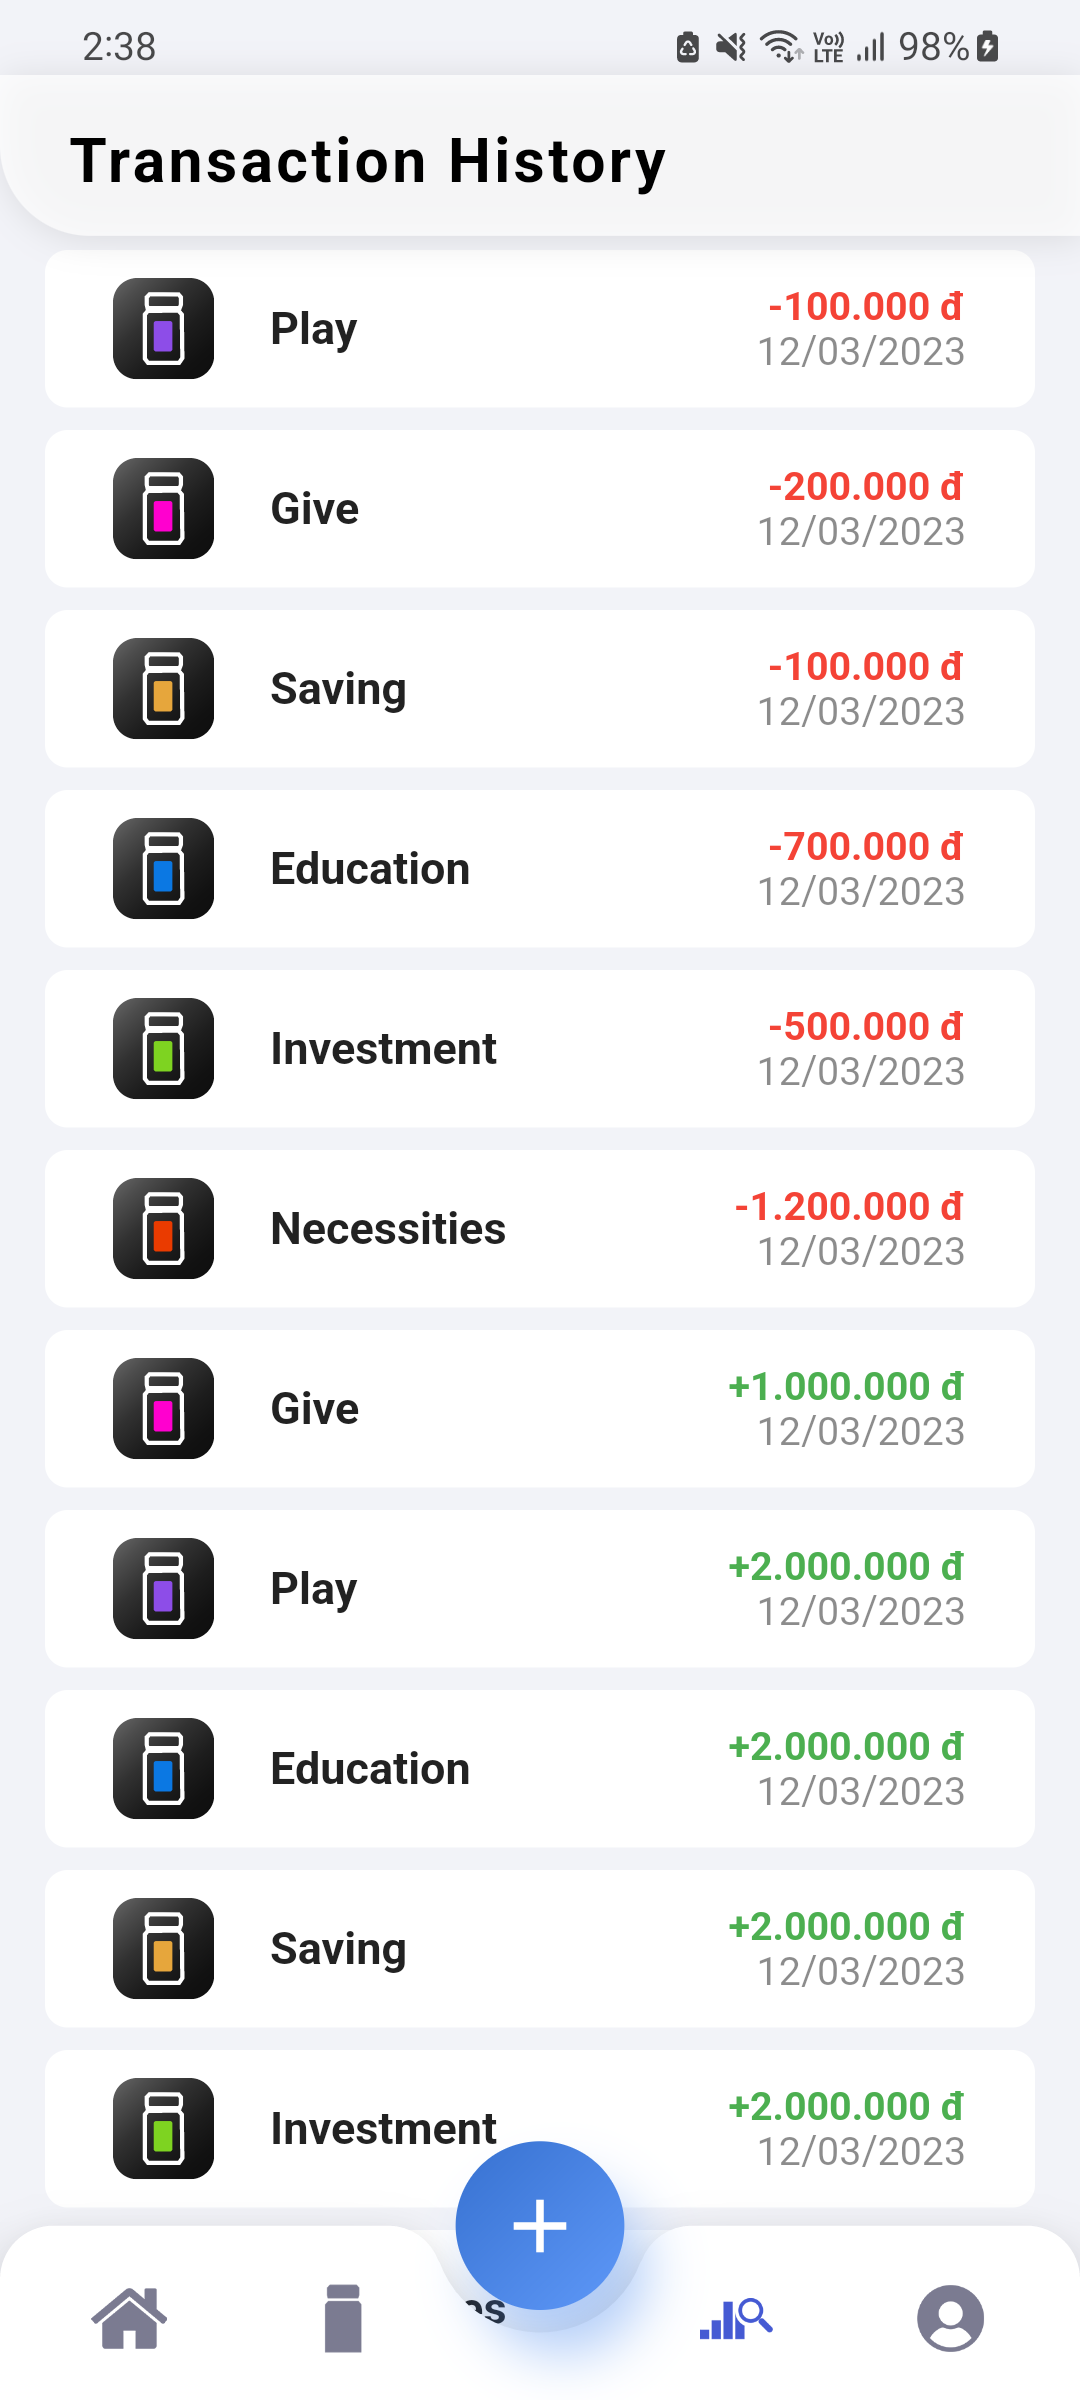 2:38 Vo)) LTE 98%
Transaction History
Play
-100.000 đ
12/03/2023
Give
-200.000 đ
12/03/2023
Saving
-100.000 đ
12/03/2023
Education
-700.000 đ
12/03/2023
Investment
-500.000 đ
12/03/2023
Necessities
-1.200.000 đ
12/03/2023
Give
+1.000.000 đ
12/03/2023
Play
+2.000.000 đ
12/03/2023
Education
+2.000.000 đ
12/03/2023
Saving
+2.000.000 đ
12/03/2023
Investment
+2.000.000 đ
12/03/2023